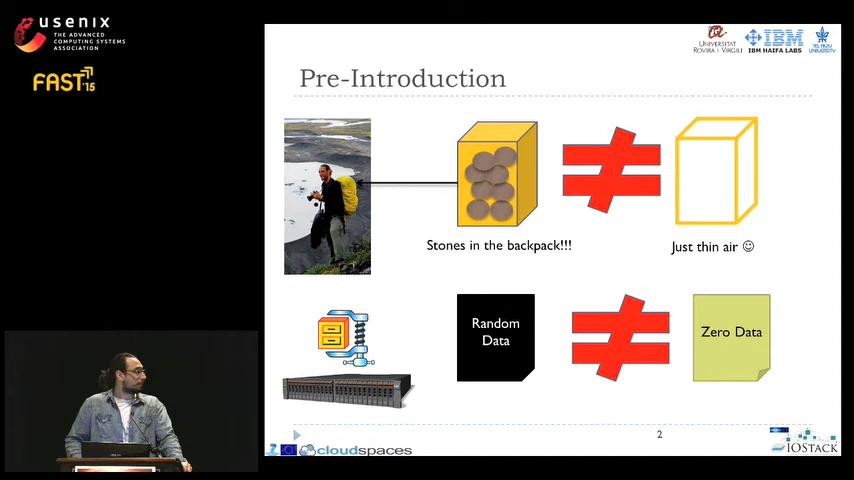 usenix
THE ADVANCED
COMPUTING SYSTEMS
ASSOCIATION
FAST '15
UNIVERSITAT
ROVIRA I VIRGILI
IBM
IBM HAIFA LABS
TEL AVIV
UNIVERSITY
Pre-Introduction
Stones in the backpack!!!
Just thin air ☺
Random
Data
Zero Data
2
cloudspaces
IOSTACK